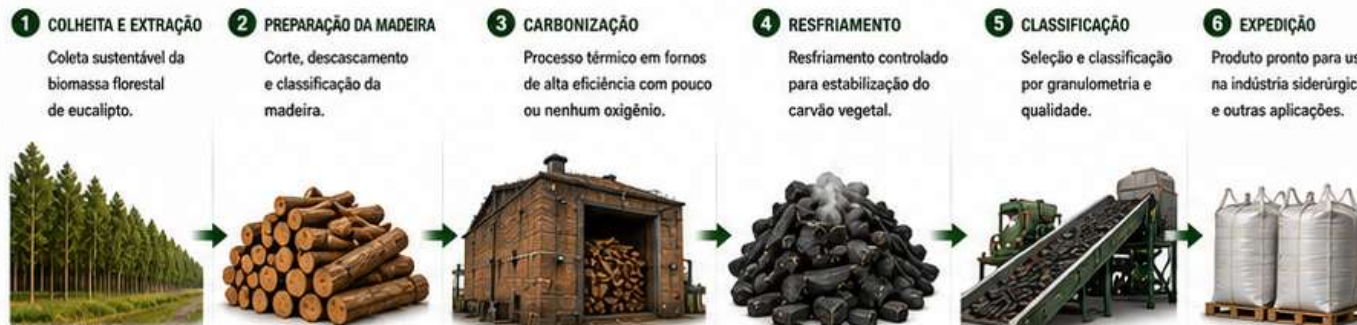 1 COLHEITA E EXTRAÇÃO
Coleta sustentável da
biomassa florestal
de eucalipto.
2 PREPARAÇÃO DA MADEIRA
Corte, descascamento
e classificação da
madeira.
3 CARBONIZAÇÃO
Processo térmico em fornos
de alta eficiência com pouco
ou nenhum oxigênio.
4 RESFRIAMENTO
Resfriamento controlado
para estabilização do
carvão vegetal.
5 CLASSIFICAÇÃO
Seleção e classificação
por granulometria e
qualidade.
6 EXPEDIÇÃO
Produto pronto para us
na indústria siderúrgic
e outras aplicações.